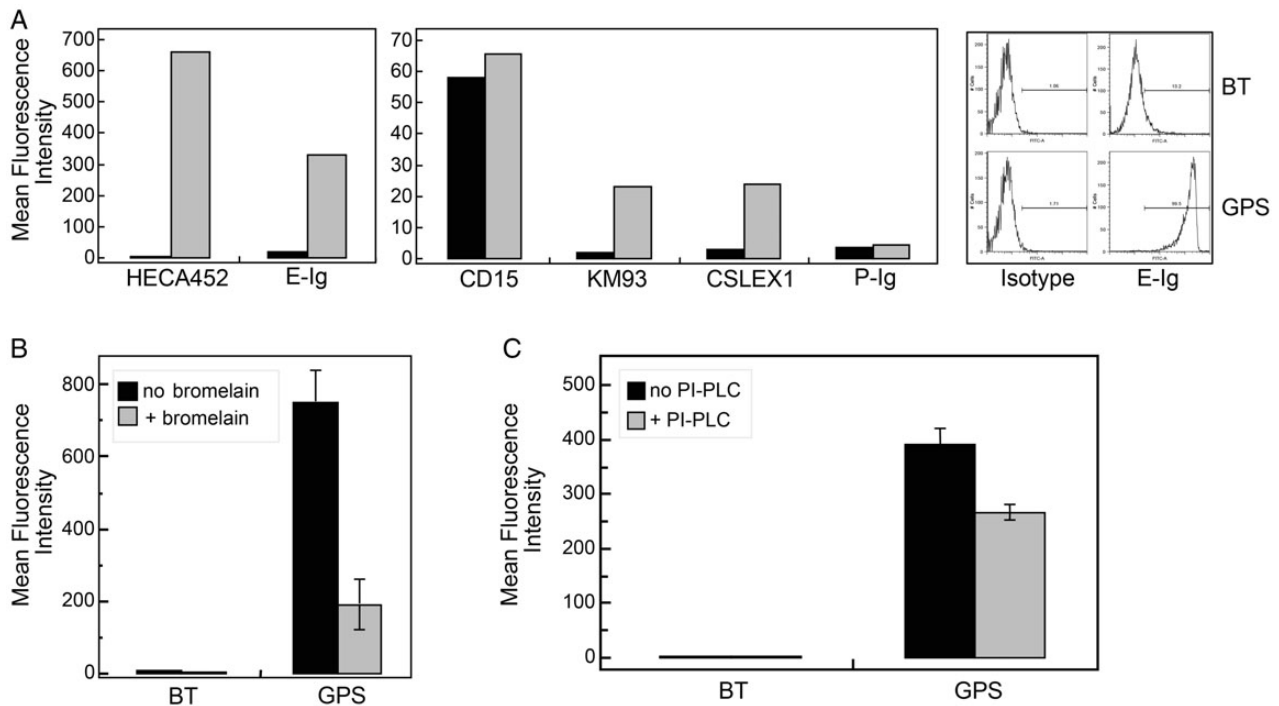 A
Mean Fluorescence
Intensity
700
600
500
400
300
200
100
0
HECA452
E-Ig
70
60
50
40
30
20
10
0
CD15
KM93
CSLEX1
P-Ig
BT
GPS
Isotype
E-Ig
B
Mean Fluorescence
Intensity
800
600
400
200
0
no bromelain
+ bromelain
BT
GPS
C
Mean Fluorescence
Intensity
500
400
300
200
100
0
no PI-PLC
+ PI-PLC
BT
GPS